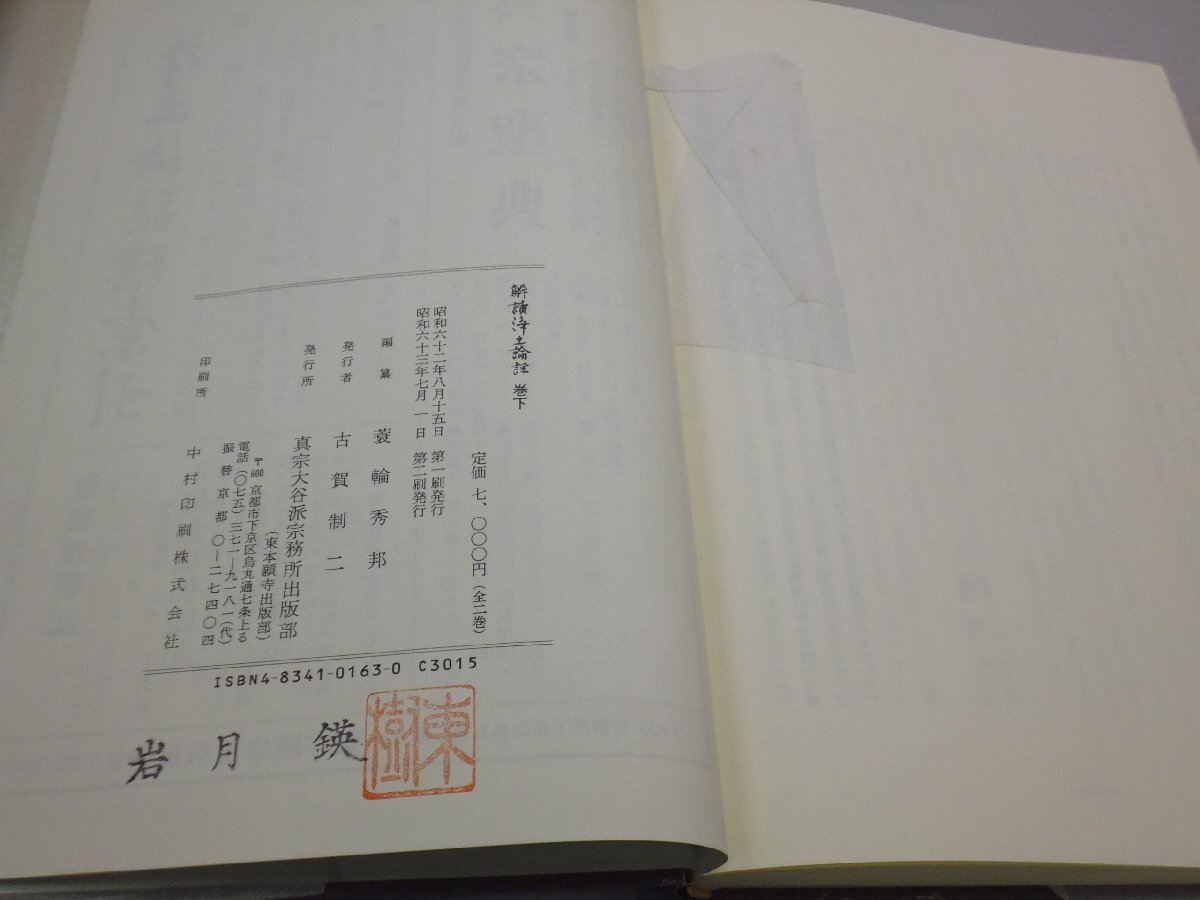 解讀浄土論註 巻下
定価 七、〇〇〇円(全二巻)
昭和六十二年八月十五日 第一刷発行
昭和六十三年七月 一日 第二刷発行
編纂 蓑輪秀邦
発行者 古賀制二
発行所 真宗大谷派宗務所出版部
(東本願寺出版部)
〒600 京都市下京区烏丸通七条上る
電話(〇七五)三七一―九一八一(代)
振替京都 〇―二七四〇四
印刷所 中村印刷株式会社
ISBN4-8341-0163-0 C3015
岩月 鍈
東樹